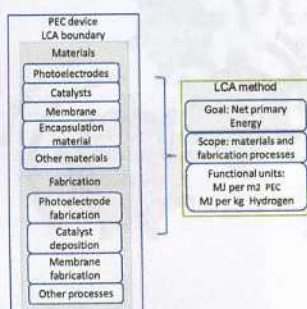 PEC device
LCA boundary
Materials
Photoelectrodes
Catalysts
Membrane
Encapsulation
material
Other materials
Fabrication
Photoelectrode
fabrication
Catalyst
deposition
Membrane
fabrication
Other processes
LCA method
Goal: Net primary
Energy
Scope: materials and
fabrication processes
Functional units:
MJ per m2 PEC
MJ per kg Hydrogen